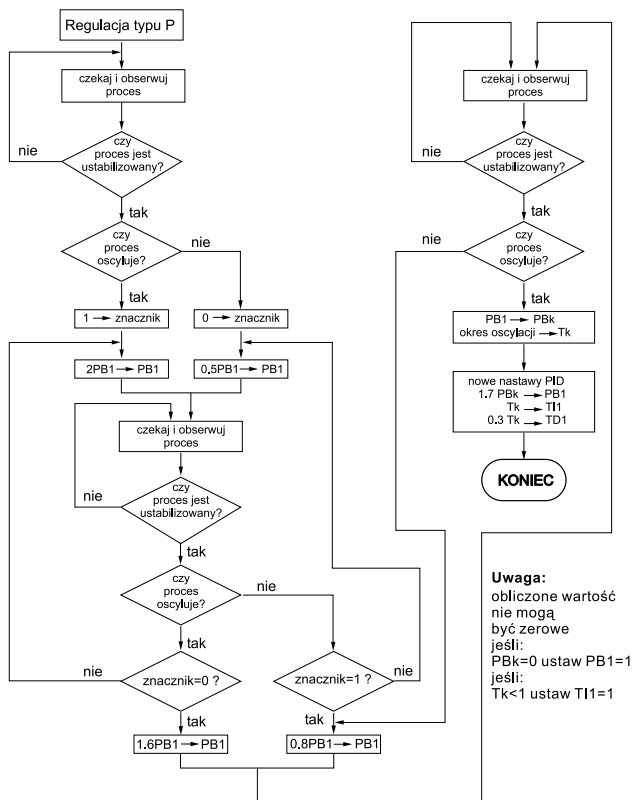 Regulacja typu P
czekaj i obserwuj
proces
czy
proces jest
ustabilizowany?
nie
tak
czy
proces
oscyluje?
nie
tak
1 → znacznik
0 → znacznik
2PB1 → PB1
0.5PB1 → PB1
czekaj i obserwuj
proces
czy
proces jest
ustabilizowany?
nie
tak
czy
proces
oscyluje?
nie
tak
znacznik=0 ?
nie
tak
znacznik=1 ?
nie
tak
1.6PB1 → PB1
0.8PB1 → PB1
czekaj i obserwuj
proces
czy
proces jest
ustabilizowany?
nie
tak
czy
proces
oscyluje?
nie
tak
PB1 → PBk
okres oscylacji → Tk
nowe nastawy PID
1.7 PBk → PB1
Tk → TI1
0.3 Tk → TD1
KONIEC
Uwaga:
obliczone wartość
nie mogą
być zerowe
jeśli:
PBk=0 ustaw PB1=1
jeśli:
Tk<1 ustaw TI1=1